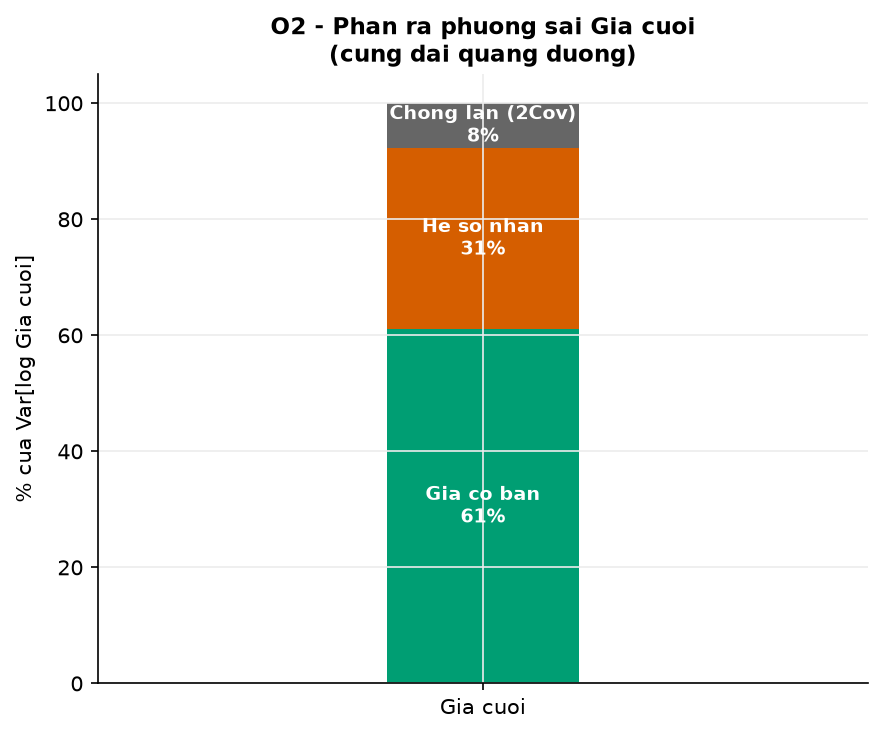 O2 - Phan ra phuong sai Gia cuoi
(cung dai quang duong)
% cua Var[log Gia cuoi]
100
80
60
40
20
0
Chong lan (2Cov)
8%
He so nhan
31%
Gia co ban
61%
Gia cuoi